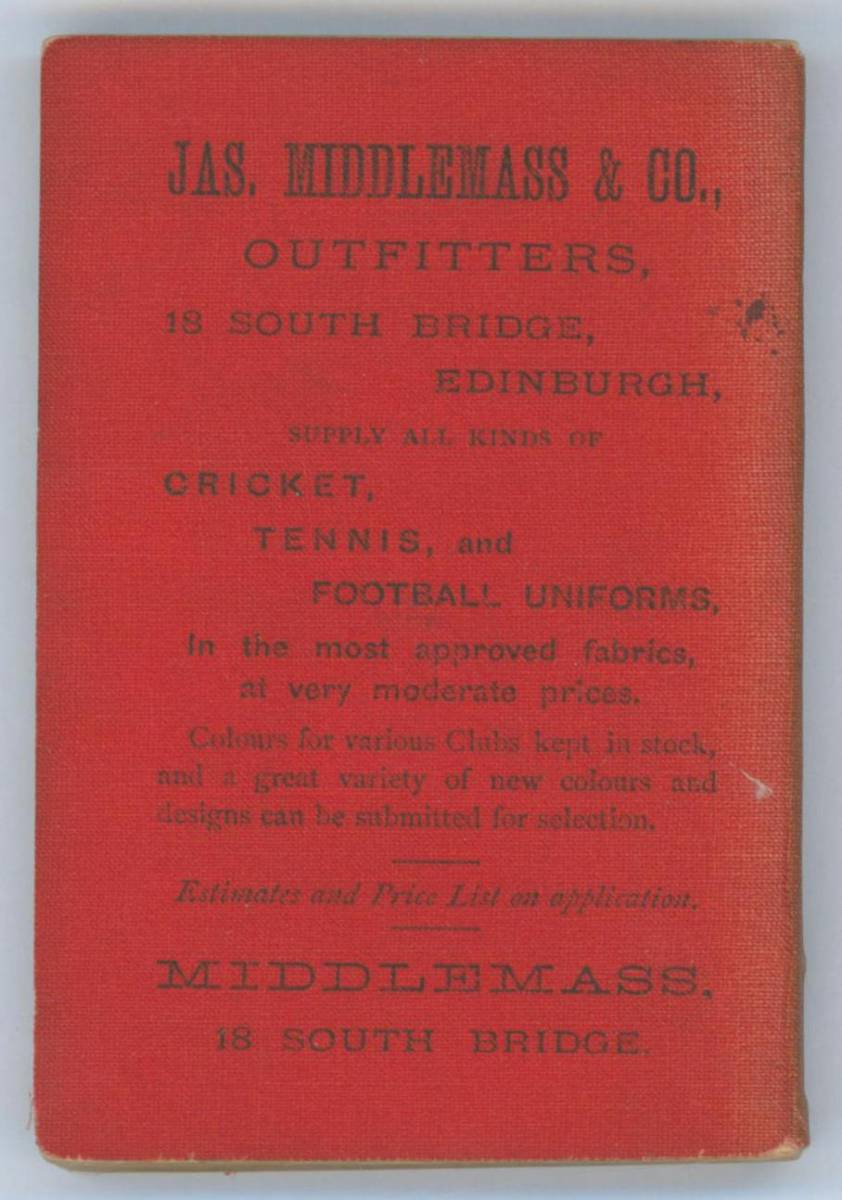 JAS. MIDDLEMASS & CO.,
OUTFITTERS,
18 SOUTH BRIDGE,
EDINBURGH,
SUPPLY ALL KINDS OF
CRICKET,
TENNIS, and
FOOTBALL UNIFORMS,
In the most approved fabrics,
at very moderate prices.
Colours for various Clubs kept in stock,
and a great variety of new colours and
designs can be submitted for selection.
Estimates and Price List on application.
MIDDLEMASS,
18 SOUTH BRIDGE.